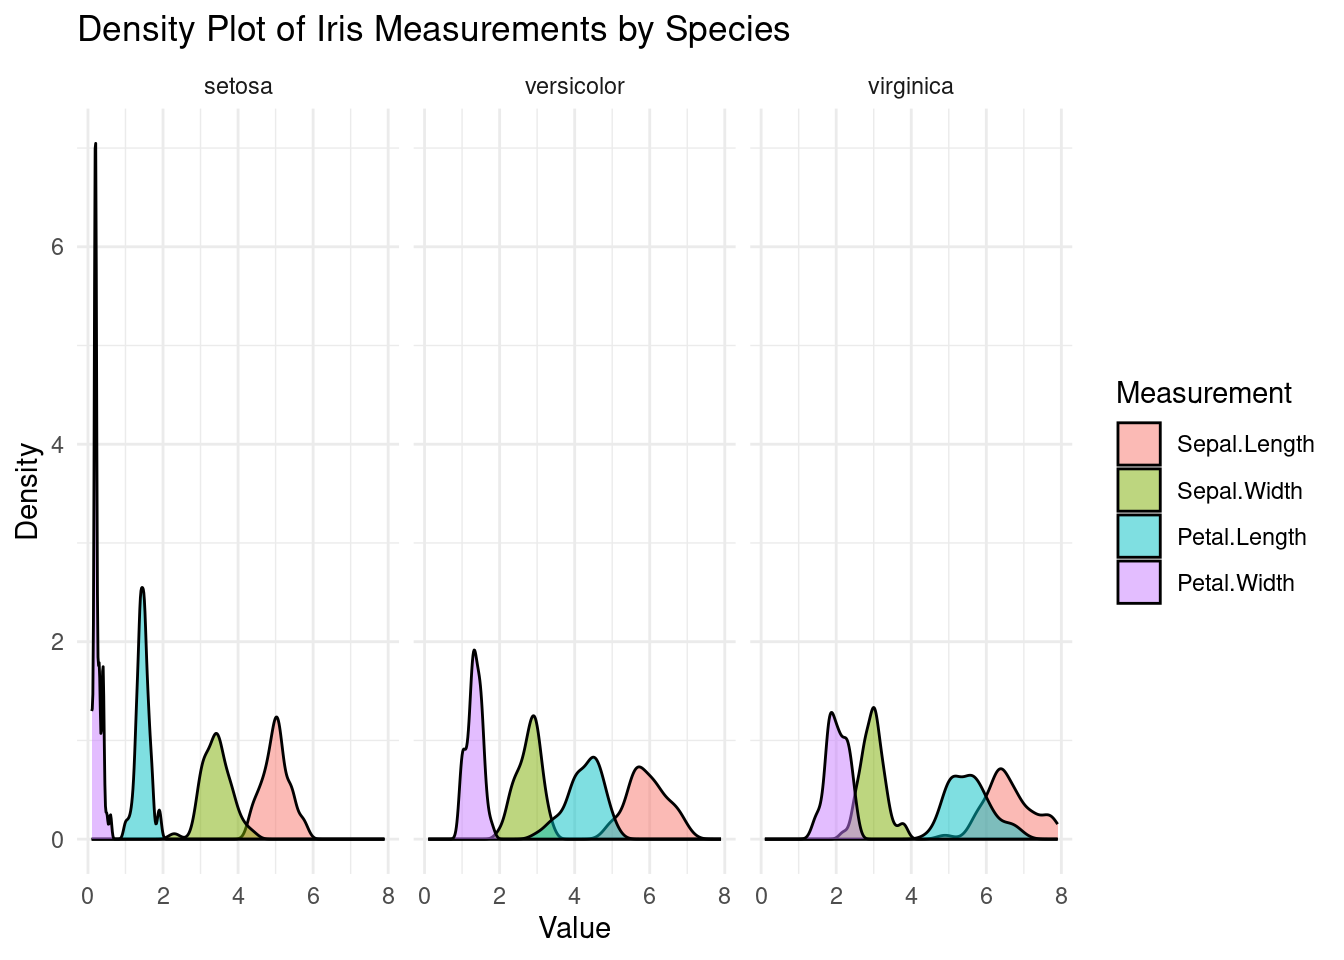 Density Plot of Iris Measurements by Species
setosa
versicolor
virginica
Density
6
4
2
0
0 2 4 6 8
0 2 4 6 8
0 2 4 6 8
Value
Measurement
Sepal.Length
Sepal.Width
Petal.Length
Petal.Width